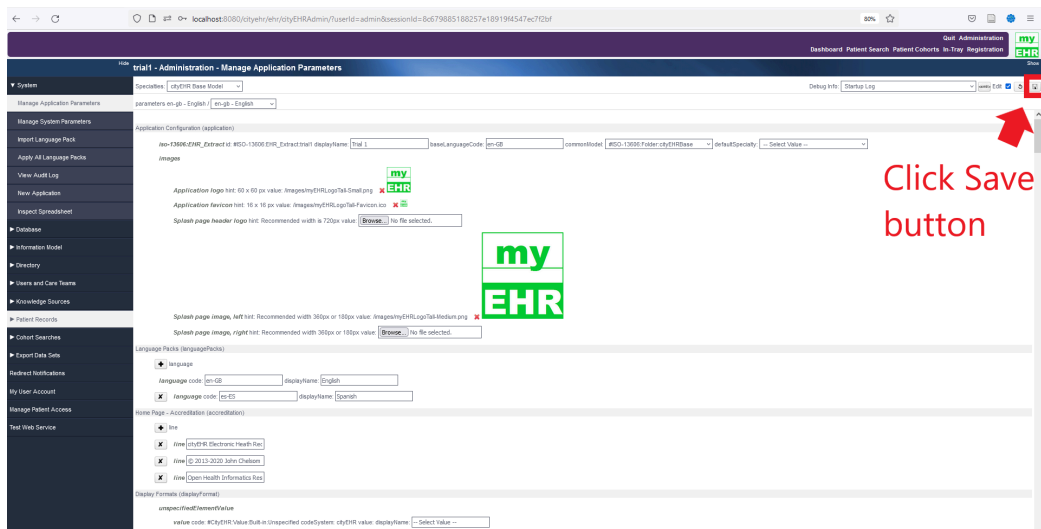 localhost:8080/cityehr/ehr/cityEHRAdmin/?userId=admin&sessionId=8c679885188257e18919f4547ec7f2bf
80%
Quit Administration
Dashboard Patient Search Patient Cohorts In-Tray Registration
my
EHR
Hide
trial1 - Administration - Manage Application Parameters
Show
▼ System
Specialties: cityEHR Base Model
Debug Info: Startup Log
Edit
Manage Application Parameters
parameters en-gb - English / en-gb - English
Manage System Parameters
Application Configuration (application)
Import Language Pack
iso-13606:EHR_Extract id: #ISO-13606:EHR_Extract:trial1 displayName: Trial 1 baseLanguageCode: en-GB commonModel: #ISO-13606:Folder:cityEHRBase defaultSpecialty: -- Select Value --
Apply All Language Packs
images
View Audit Log
my
EHR
New Application
Application logo hint: 60 x 60 px value: /images/myEHRLogoTall-Small.png
Click Save
Application favicon hint: 16 x 16 px value: /images/myEHRLogoTall-Favicon.ico
Inspect Spreadsheet
Splash page header logo hint: Recommended width is 720px value: Browse... No file selected.
button
► Database
► Information Model
my
► Directory
► Users and Care Teams
EHR
► Knowledge Sources
Splash page image, left hint: Recommended width 360px or 180px value: /images/myEHRLogoTall-Medium.png
► Patient Records
Splash page image, right hint: Recommended width 360px or 180px value: Browse... No file selected.
► Cohort Searches
Language Packs (languagePacks)
► Export Data Sets
language
Redirect Notifications
language code: en-GB displayName: English
My User Account
language code: es-ES displayName: Spanish
Manage Patient Access
Home Page - Accreditation (accreditation)
Test Web Service
line
line cityEHR Electronic Heath Rec
line © 2013-2020 John Chelsom
line Open Health Informatics Res
Display Formats (displayFormat)
unspecifiedElementValue
value code: #CityEHR:Value:Built-in:Unspecified codeSystem: cityEHR value: displayName: -- Select Value --